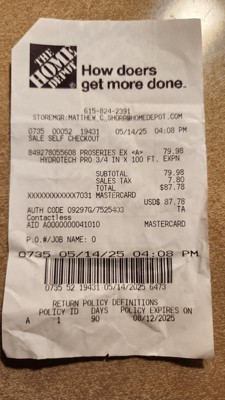 THE
HOME
DEPOT
How doers
get more done.
615-824-2391
STOREMGR:MATTHEW_C_SHORR@HOMEDEPOT.COM
0735 00052 19431 05/14/25 04:08 PM
SALE SELF CHECKOUT
849278055608 PROSERIES EX <A> 79.98
HYDROTECH PRO 3/4 IN X 100 FT. EXPN
SUBTOTAL 79.98
SALES TAX 7.80
TOTAL $87.78
XXXXXXXXXXXX7031 MASTERCARD
USD$ 87.78
AUTH CODE 09297G/7525403 TA
Contactless
AID A0000000041010 MASTERCARD
P.O.#/JOB NAME: 0
0735 05/14/25 04:08 PM
0735 52 19431 05/14/2025 6473
RETURN POLICY DEFINITIONS
POLICY ID DAYS POLICY EXPIRES ON
A 1 90 08/12/2025